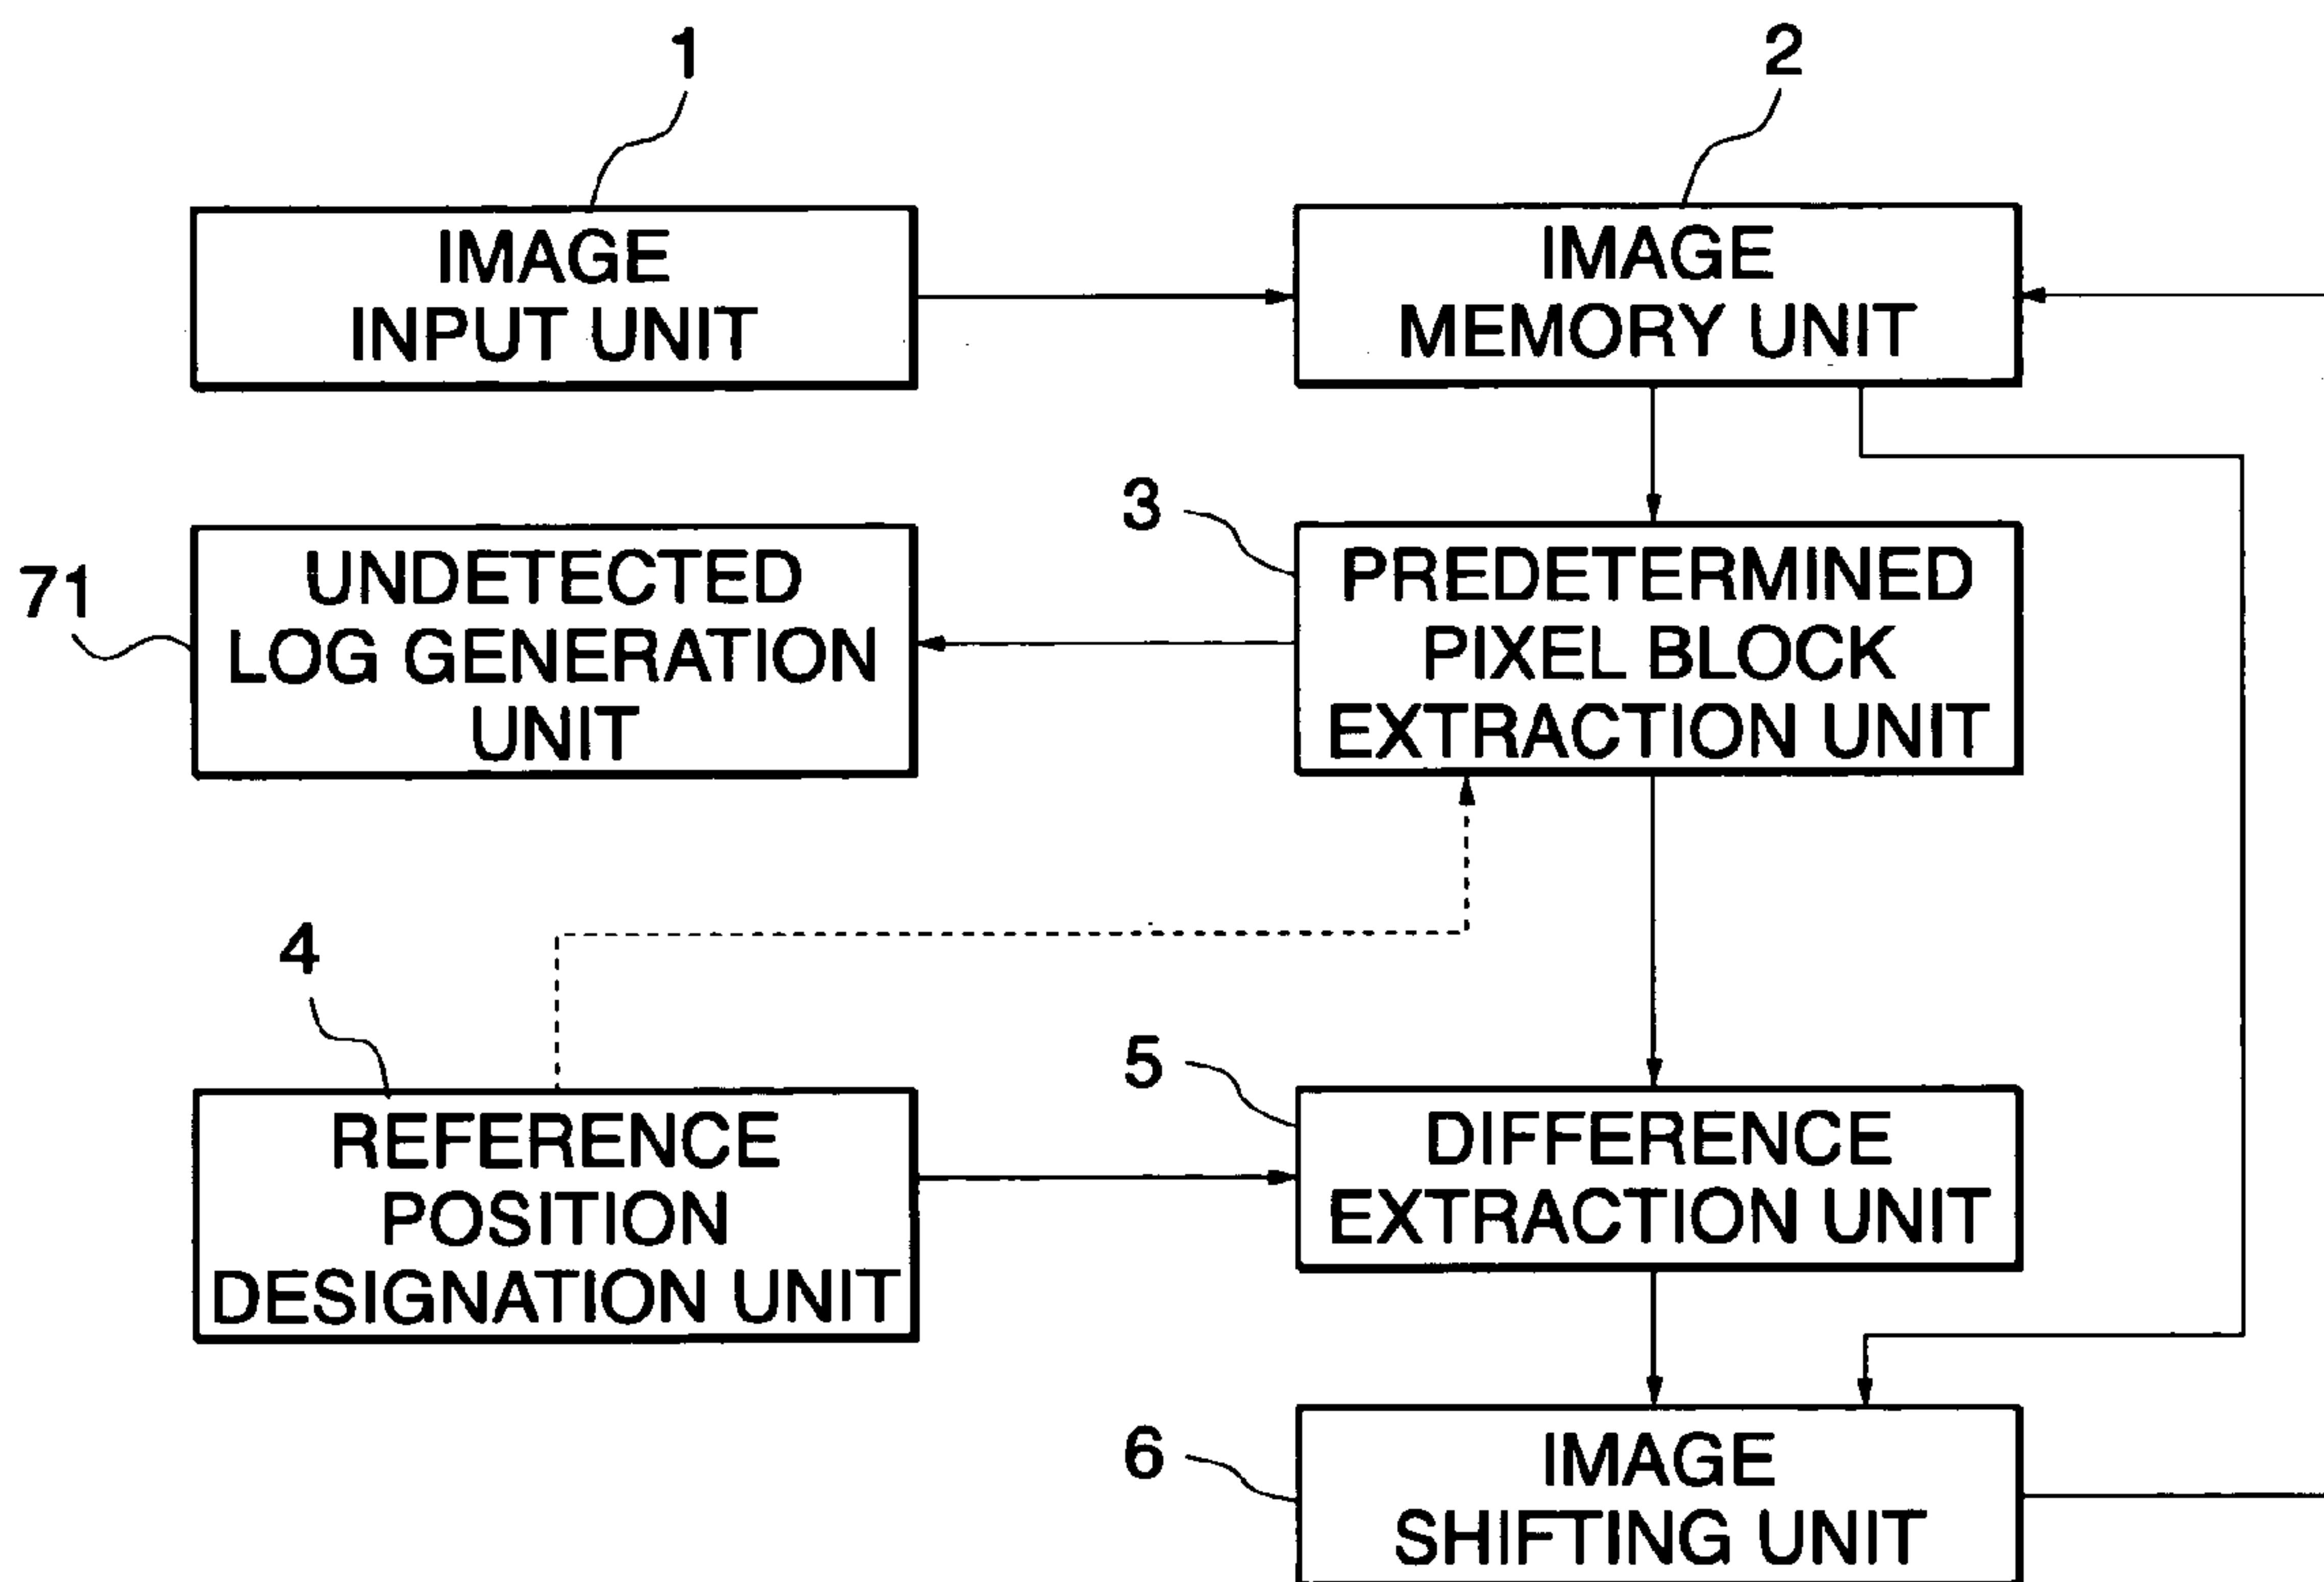 1
2
IMAGE
INPUT UNIT
IMAGE
MEMORY UNIT
3
71
UNDETECTED
LOG GENERATION
UNIT
PREDETERMINED
PIXEL BLOCK
EXTRACTION UNIT
4
5
REFERENCE
POSITION
DESIGNATION UNIT
DIFFERENCE
EXTRACTION UNIT
6
IMAGE
SHIFTING UNIT